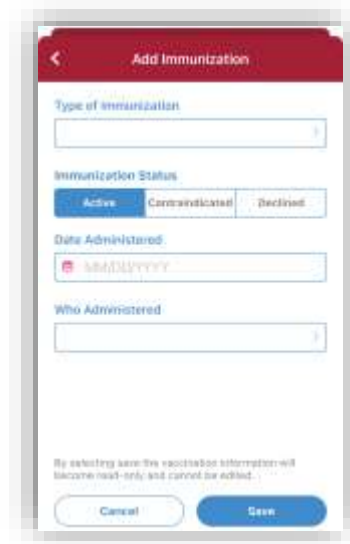 Add Immunization
Type of Immunization
Immunization Status
Active Contraindicated Declined
Date Administered
MM/DD/YYYY
Who Administered
By selecting save the vaccination information will
become read-only and cannot be edited.
Cancel Save